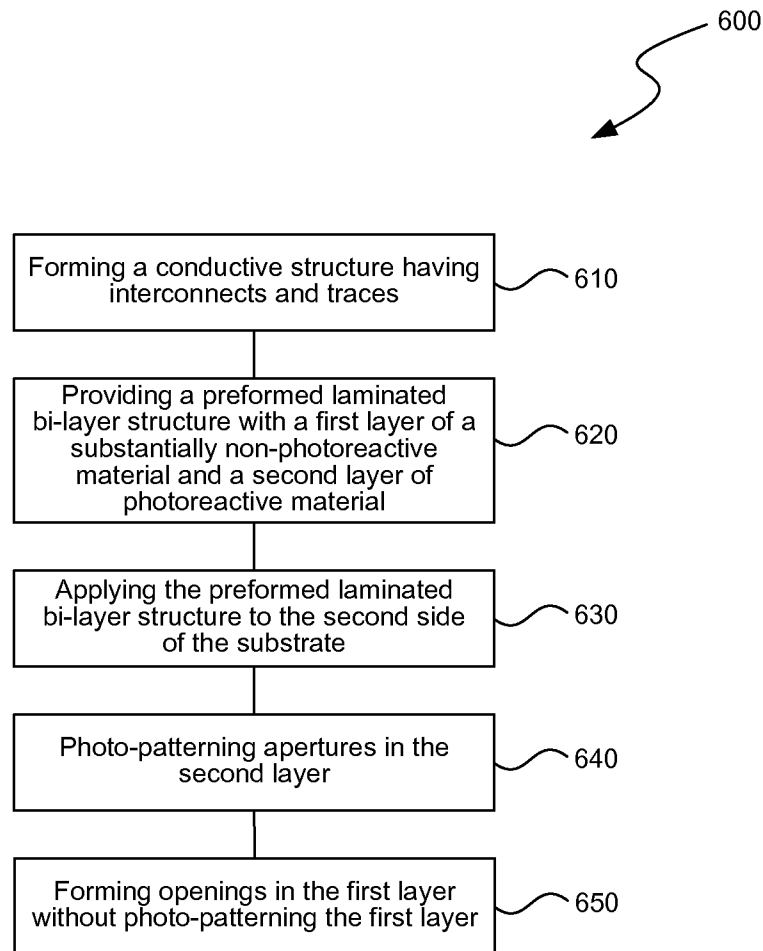 600
Forming a conductive structure having
interconnects and traces
610
Providing a preformed laminated
bi-layer structure with a first layer of a
substantially non-photoreactive
material and a second layer of
photoreactive material
620
Applying the preformed laminated
bi-layer structure to the second side
of the substrate
630
Photo-patterning apertures in the
second layer
640
Forming openings in the first layer
without photo-patterning the first layer
650